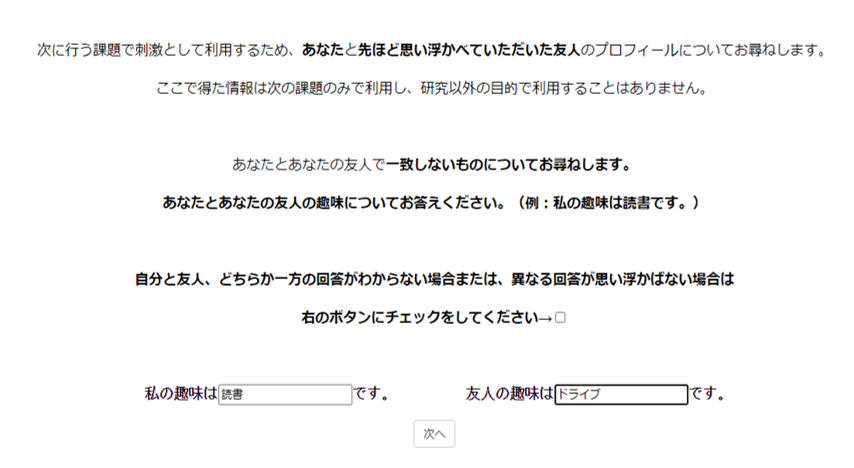 次に行う課題で刺激として利用するため、あなたと先ほど思い浮かべていただいた友人のプロフィールについてお尋ねします。
ここで得た情報は次の課題のみで利用し、研究以外の目的で利用することはありません。
あなたとあなたの友人で一致しないものについてお尋ねします。
あなたとあなたの友人の趣味についてお答えください。（例：私の趣味は読書です。）
自分と友人、どちらか一方の回答がわからない場合または、異なる回答が思い浮かばない場合は
右のボタンにチェックをしてください→
私の趣味は 読書 です。 友人の趣味は ドライブ です。
次へ